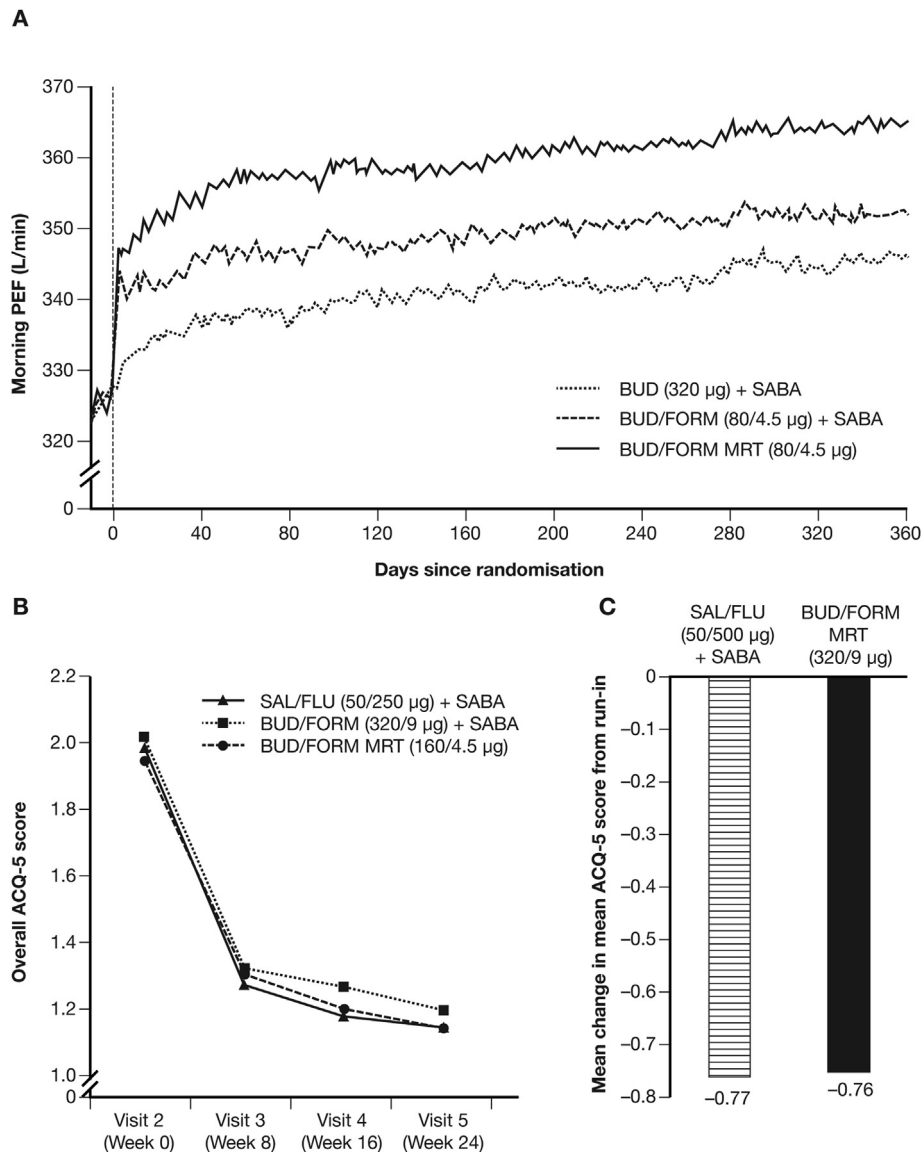 A
Morning PEF (L/min)
370
360
350
340
330
320
0
BUD (320 µg) + SABA
BUD/FORM (80/4.5 µg) + SABA
BUD/FORM MRT (80/4.5 µg)
0 40 80 120 160 200 240 280 320 360
Days since randomisation
B
Overall ACQ-5 score
2.2
2.0
1.8
1.6
1.4
1.2
1.0
0
SAL/FLU (50/250 µg) + SABA
BUD/FORM (320/9 µg) + SABA
BUD/FORM MRT (160/4.5 µg)
Visit 2 Visit 3 Visit 4 Visit 5
(Week 0) (Week 8) (Week 16) (Week 24)
C
SAL/FLU BUD/FORM
(50/500 µg) MRT
+ SABA (320/9 µg)
Mean change in mean ACQ-5 score from run-in
0
–0.1
–0.2
–0.3
–0.4
–0.5
–0.6
–0.7
–0.8
–0.77 –0.76